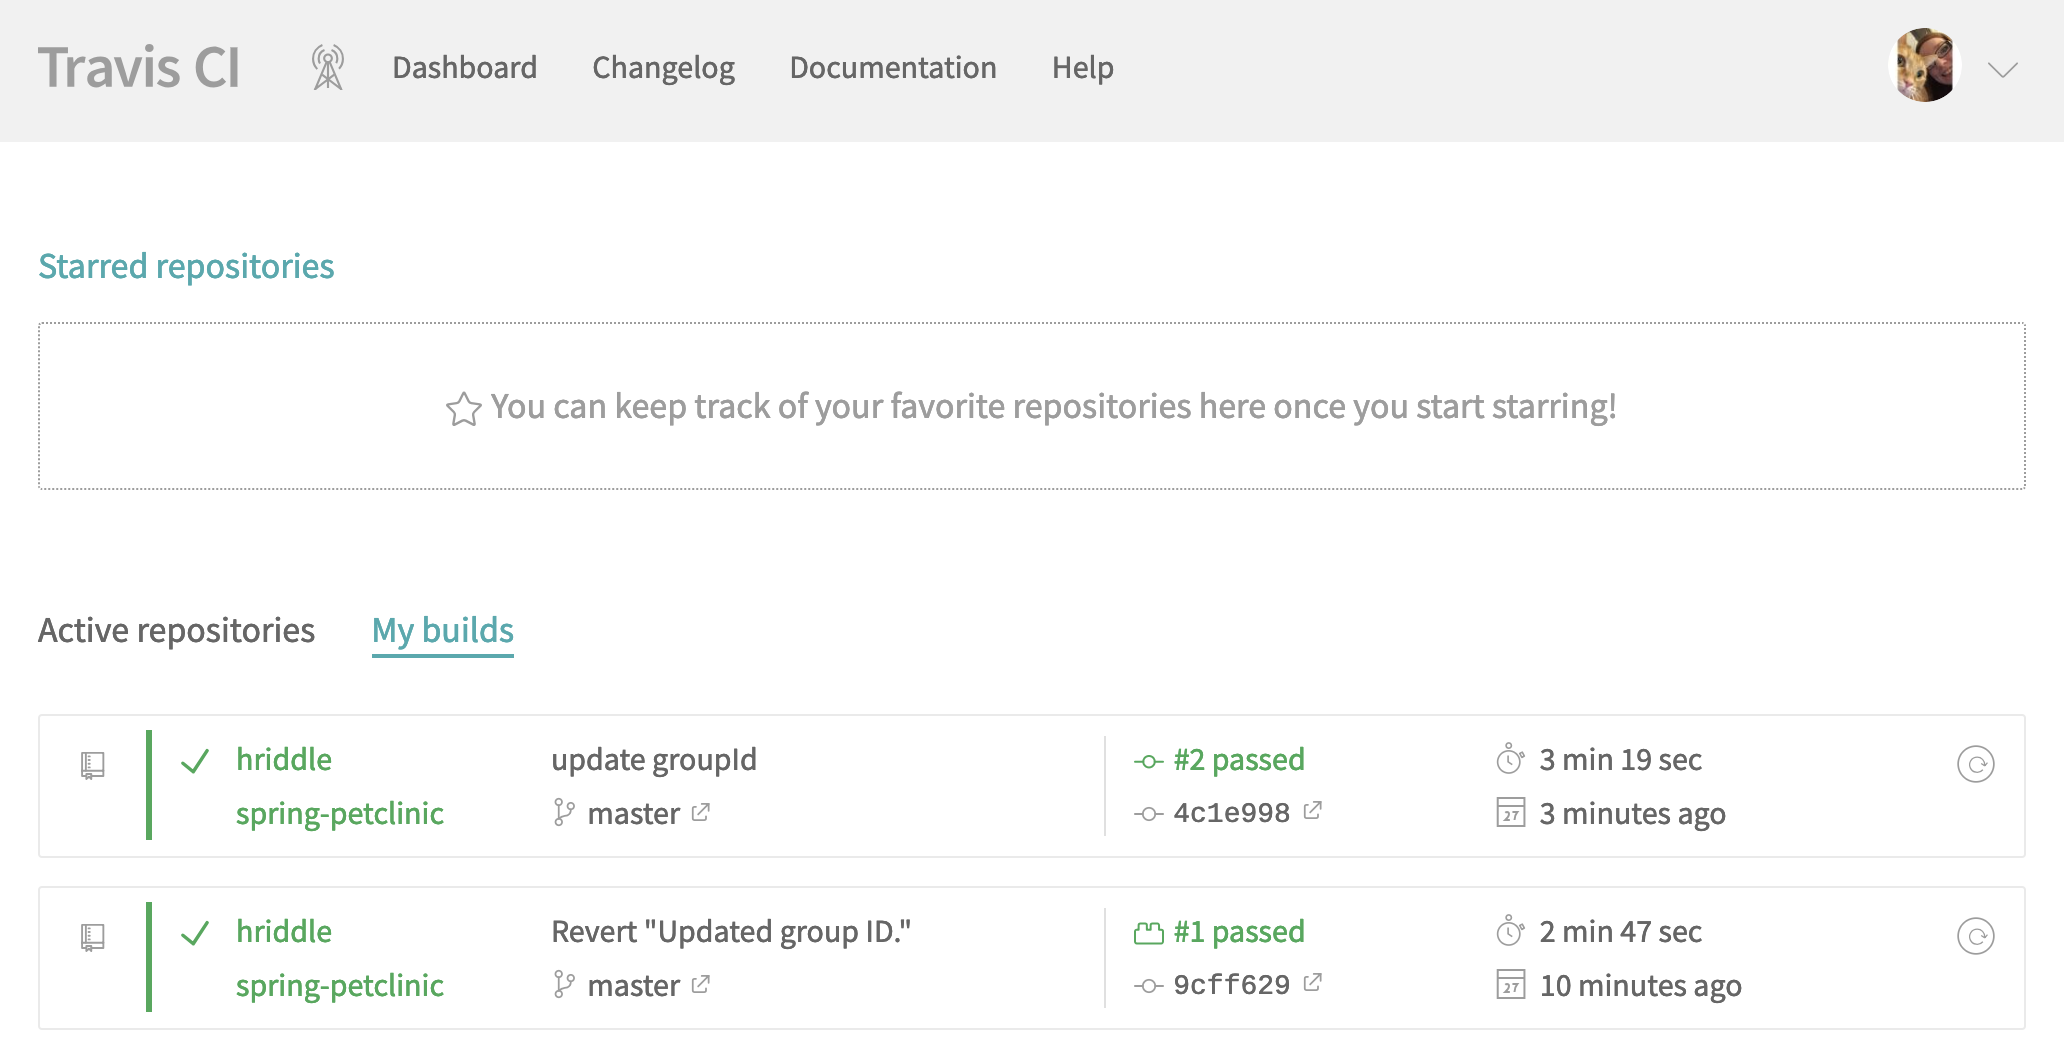 Travis CI Dashboard Changelog Documentation Help
Starred repositories
You can keep track of your favorite repositories here once you start starring!
Active repositories My builds
hriddle update groupId #2 passed 3 min 19 sec
spring-petclinic master 4c1e998 27 3 minutes ago
hriddle Revert "Updated group ID." #1 passed 2 min 47 sec
spring-petclinic master 9cff629 27 10 minutes ago